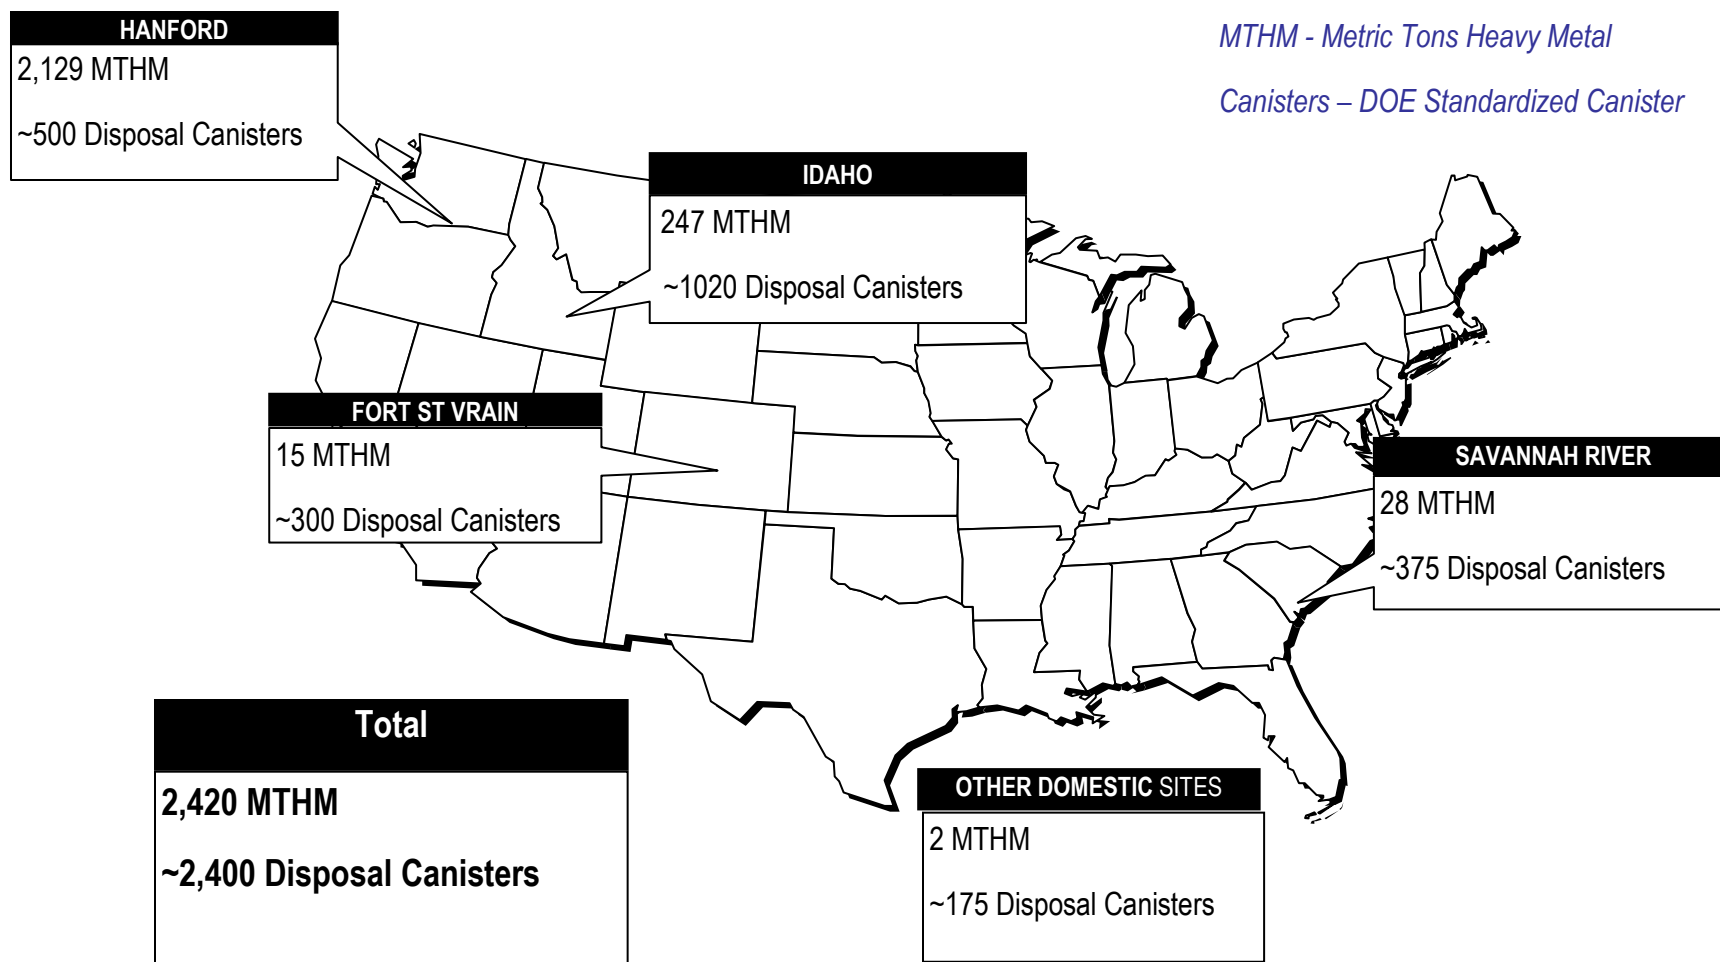 HANFORD
2,129 MTHM
~500 Disposal Canisters
MTHM - Metric Tons Heavy Metal
Canisters – DOE Standardized Canister
IDAHO
247 MTHM
~1020 Disposal Canisters
FORT ST VRAIN
15 MTHM
~300 Disposal Canisters
SAVANNAH RIVER
28 MTHM
~375 Disposal Canisters
Total
2,420 MTHM
~2,400 Disposal Canisters
OTHER DOMESTIC SITES
2 MTHM
~175 Disposal Canisters